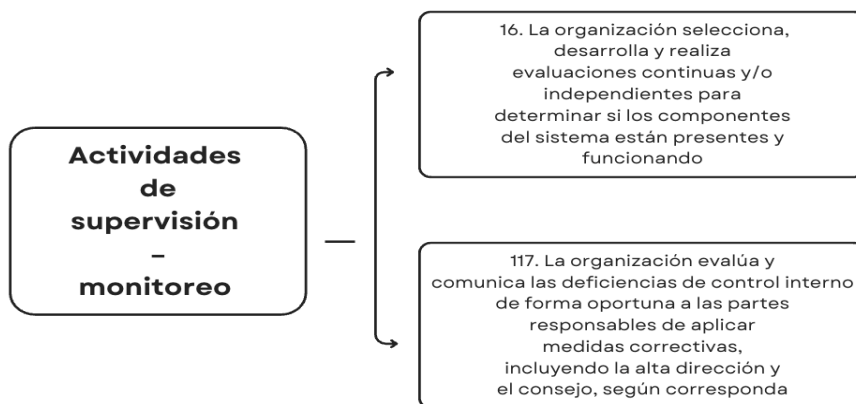 Actividades
de
supervisión
–
monitoreo
16. La organización selecciona,
desarrolla y realiza
evaluaciones continuas y/o
independientes para
determinar si los componentes
del sistema están presentes y
funcionando
117. La organización evalúa y
comunica las deficiencias de control interno
de forma oportuna a las partes
responsables de aplicar
medidas correctivas,
incluyendo la alta dirección y
el consejo, según corresponda